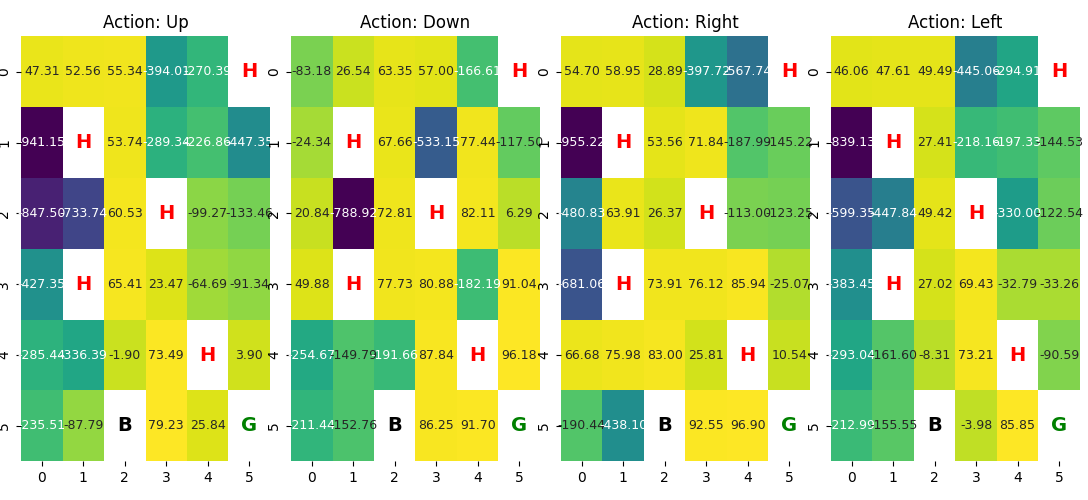 Action: Up Action: Down Action: Right Action: Left
0 47.31 52.56 55.34 -394.01 -270.39 H 0 -83.18 26.54 63.35 57.00 -166.61 H 0 54.70 58.95 28.89 -397.72 -567.74 H 0 46.06 47.61 49.49 -445.06 -294.91 H
1 -941.15 H 53.74 -289.34 -226.86 -447.35 1 -24.34 H 67.66 -533.15 77.44 -117.50 1 -955.22 H 53.56 71.84 -187.99 -145.22 1 -839.13 H 27.41 -218.16 -197.33 -144.53
2 -847.50 -733.74 60.53 H -99.27 -133.46 2 20.84 -788.92 72.81 H 82.11 6.29 2 -480.83 63.91 26.37 H -113.00 -123.25 2 -599.35 -447.84 49.42 H -330.00 -122.54
3 -427.35 H 65.41 23.47 -64.69 -91.34 3 49.88 H 77.73 80.88 -182.19 91.04 3 -681.06 H 73.91 76.12 85.94 -25.07 3 -383.45 H 27.02 69.43 -32.79 -33.26
4 -285.44 -336.39 -1.90 73.49 H 3.90 4 -254.67 -149.79 -191.66 87.84 H 96.18 4 66.68 75.98 83.00 25.81 H 10.54 4 -293.04 -161.60 -8.31 73.21 H -90.59
5 -235.51 -87.79 B 79.23 25.84 G 5 -211.44 -152.76 B 86.25 91.70 G 5 -190.44 -438.10 B 92.55 96.90 G 5 -212.99 -155.55 B -3.98 85.85 G
0 1 2 3 4 5 0 1 2 3 4 5 0 1 2 3 4 5 0 1 2 3 4 5